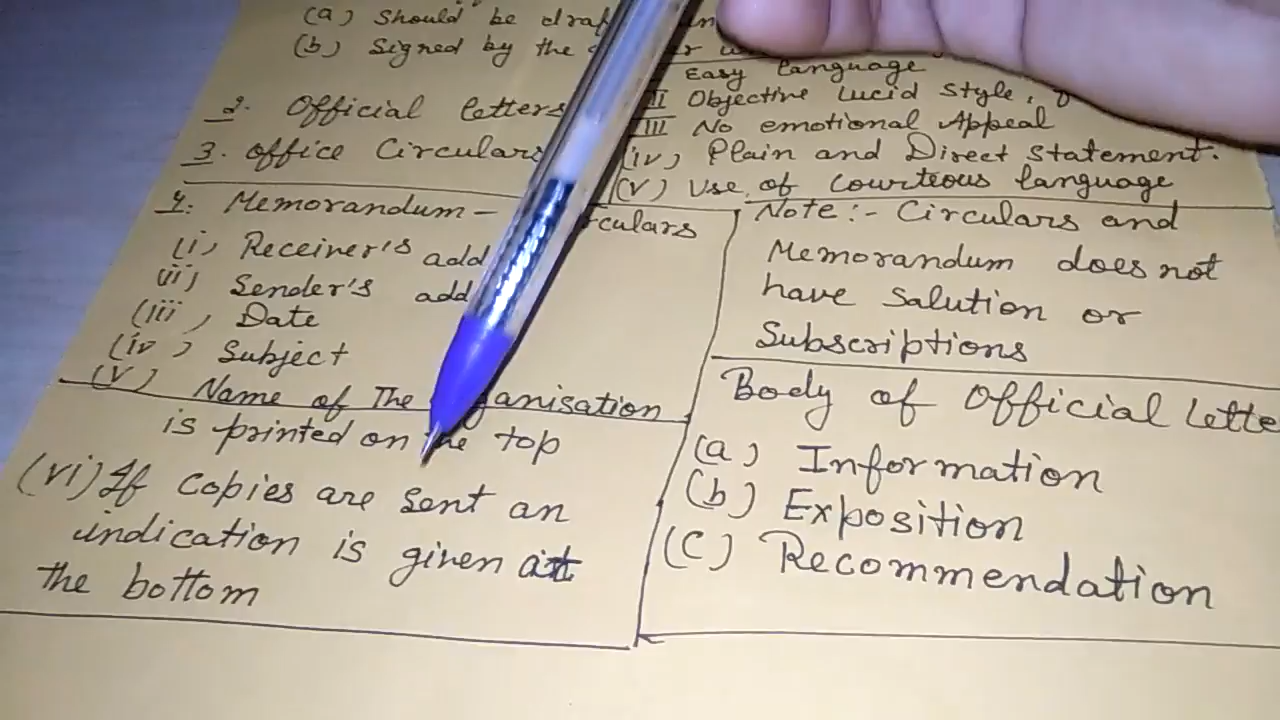 (a) Should be
(b) Signed by the
2. Official letters
3. office Circulars
4. Memorandum -
(i) Receiver's add
(ii) Sender's add
(iii) Date
(iv) Subject
(v) Name of The
is printed on the top
(vi) If copies are sent an
indication is given at
the bottom
Easy language
II Objective Lucid Style,
III No emotional Appeal
(iv) Plain and Direct Statement.
(v) Use of Courteous language
Note :- Circulars and
Memorandum does not
have Salution or
Subscriptions
Body of Official Lette
(a) Information
(b) Exposition
(C) Recommendation